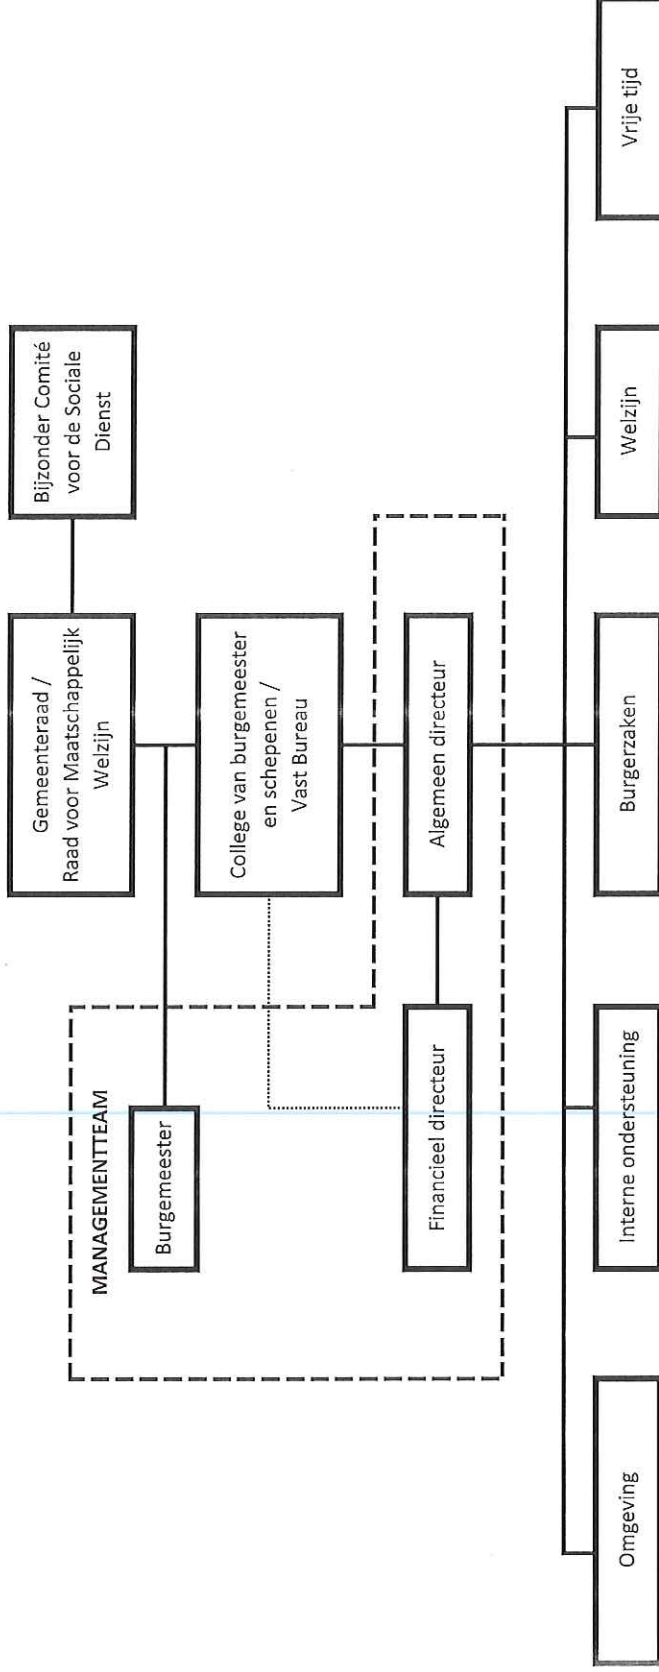 Gemeenteraad /
Raad voor Maatschappelijk
Welzijn
Bijzonder Comité
voor de Sociale
Dienst
MANAGEMENTTEAM
Burgemeester
College van burgemeester
en schepenen /
Vast Bureau
Financieel directeur
Algemeen directeur
Omgeving
Interne ondersteuning
Burgerzaken
Welzijn
Vrije tijd